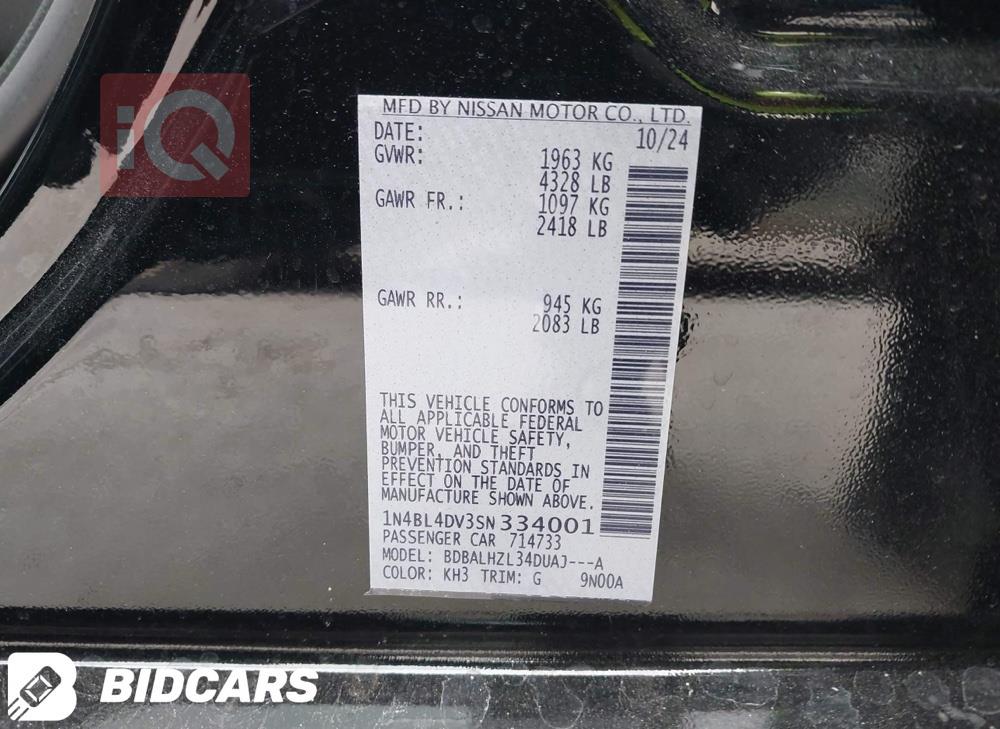 iQ
MFD BY NISSAN MOTOR CO., LTD.
DATE: 10/24
GVWR: 1963 KG
4328 LB
GAWR FR.: 1097 KG
2418 LB
GAWR RR.: 945 KG
2083 LB
THIS VEHICLE CONFORMS TO
ALL APPLICABLE FEDERAL
MOTOR VEHICLE SAFETY,
BUMPER, AND THEFT
PREVENTION STANDARDS IN
EFFECT ON THE DATE OF
MANUFACTURE SHOWN ABOVE.
1N4BL4DV3SN334001
PASSENGER CAR 714733
MODEL: BDBALHZL34DUAJ---A
COLOR: KH3 TRIM: G 9N00A
BIDCARS